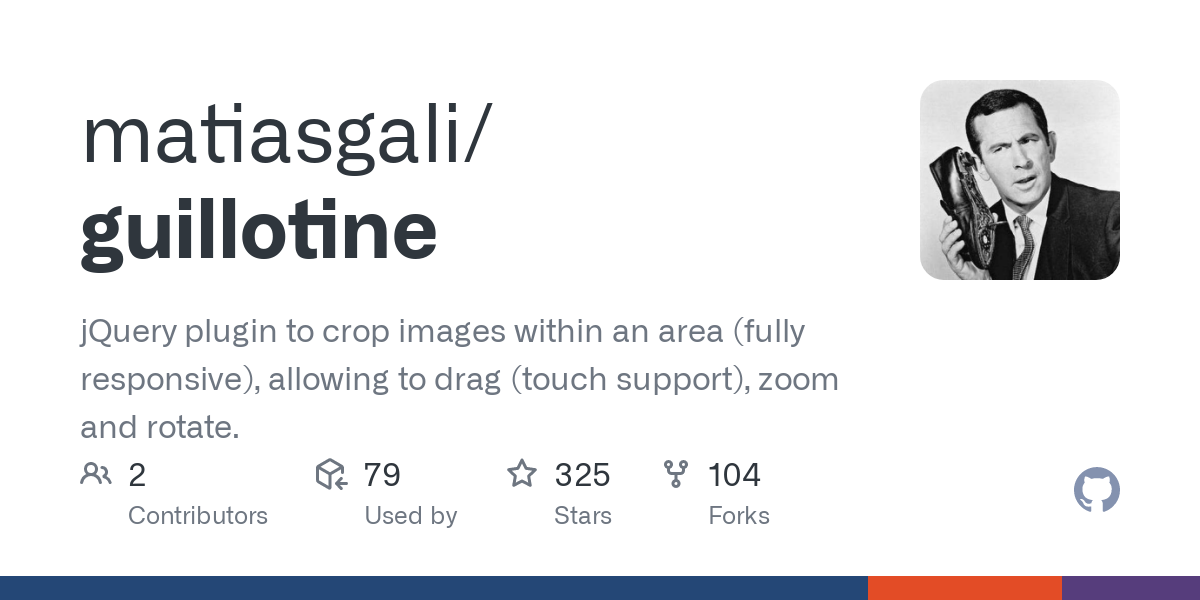 matiasgali/
guillotine
jQuery plugin to crop images within an area (fully
responsive), allowing to drag (touch support), zoom
and rotate.
2 79 325 104
Contributors Used by Stars Forks